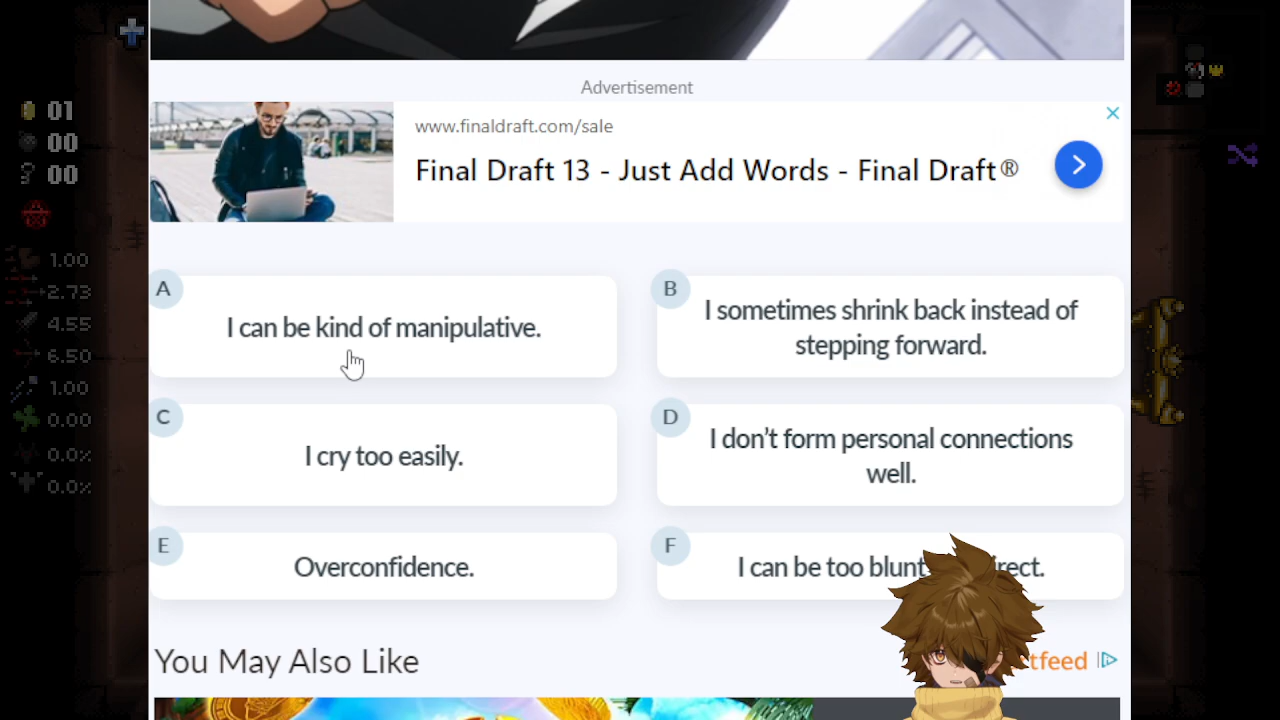 01
00
00
1.00
2.73
4.55
6.50
1.00
0.00
0.0%
0.0%
Advertisement
www.finaldraft.com/sale
Final Draft 13 - Just Add Words - Final Draft®
A
I can be kind of manipulative.
B
I sometimes shrink back instead of
stepping forward.
C
I cry too easily.
D
I don't form personal connections
well.
E
Overconfidence.
F
I can be too blunt
You May Also Like